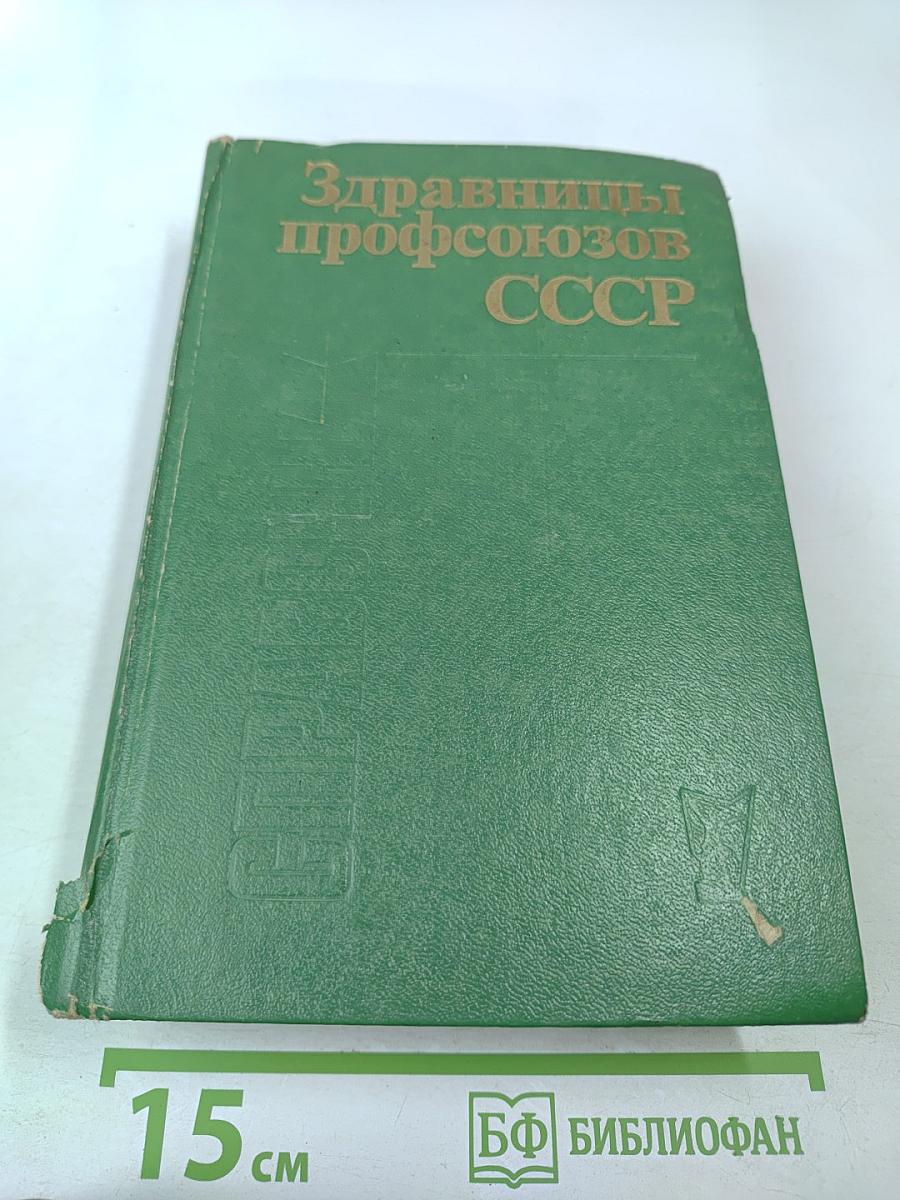 Здравницы
профсоюзов
СССР
СПРАВОЧНИК
15 см
БФ БИБЛИОФАН